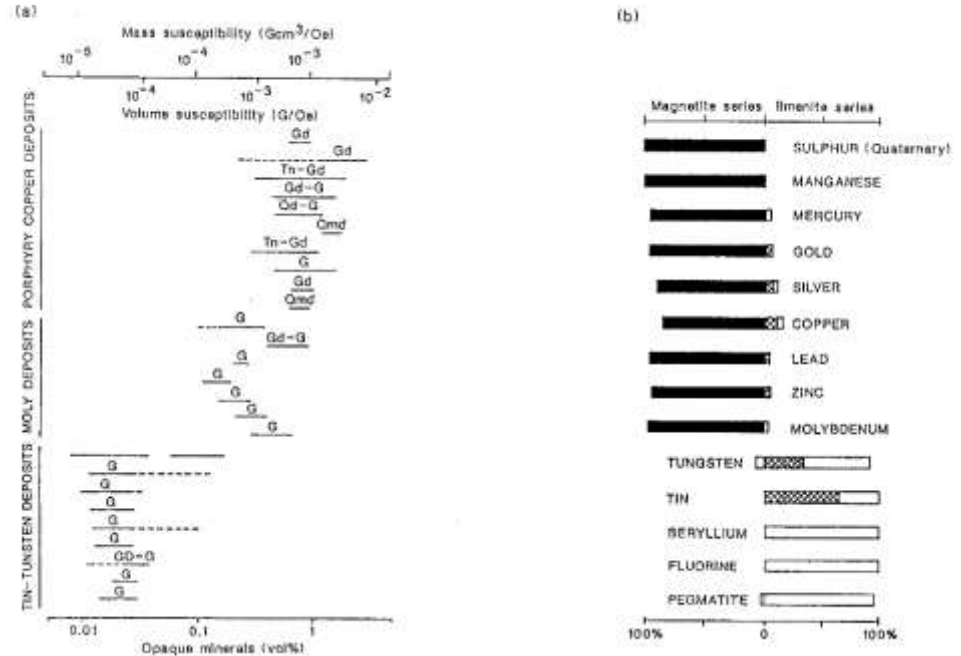 (a)
Mass susceptibility (Gcm³/Oe)
10⁻⁵ 10⁻⁴ 10⁻³
10⁻⁴ 10⁻³ 10⁻²
Volume susceptibility (G/Oe)
PORPHYRY COPPER DEPOSITS
Gd
Gd
Tn-Gd
Gd-G
Gd-G
Qmd
Tn-Gd
G
Gd
Qmd
MOLY DEPOSITS
G
Gd-G
G
G
G
G
G
TIN-TUNSTEN DEPOSITS
G
G
G
G
G
GD-G
G
G
0.01 0.1 1
Opaque minerals (vol%)
(b)
Magnetite series Ilmenite series
SULPHUR (Quaternary)
MANGANESE
MERCURY
GOLD
SILVER
COPPER
LEAD
ZINC
MOLYBDENUM
TUNGSTEN
TIN
BERYLLIUM
FLUORINE
PEGMATITE
100% 0 100%